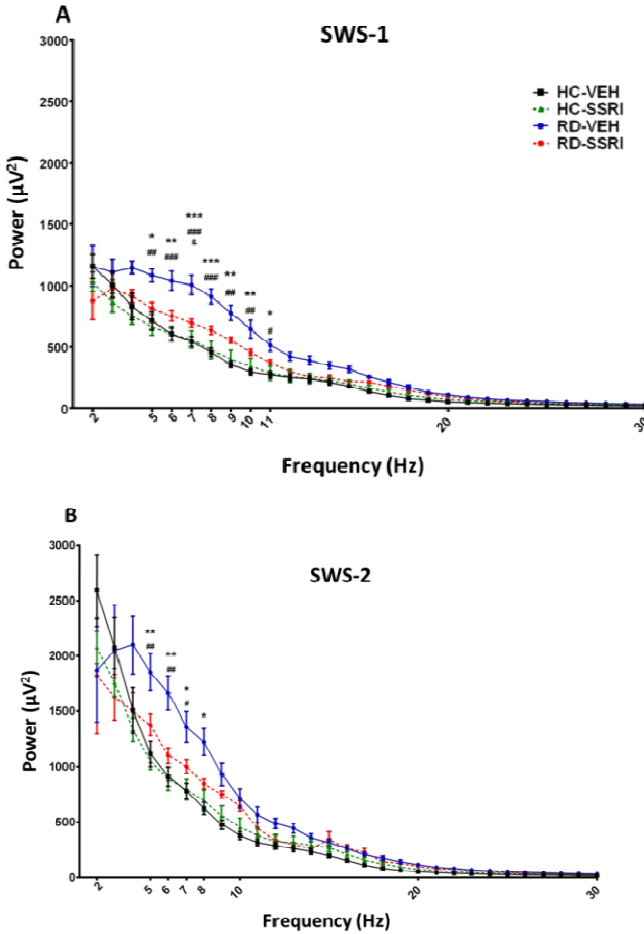 A
SWS-1
3000
2500
2000
1500
1000
500
0
Power (µV²)
HC-VEH
HC-SSRI
RD-VEH
RD-SSRI
* ** *** *** ** ** *
## ### ### ### ## ## #
&
2 5 6 7 8 9 10 11 20 30
Frequency (Hz)
B
SWS-2
3000
2500
2000
1500
1000
500
0
Power (µV²)
** ** * *
## ## #
2 5 6 7 8 10 20 30
Frequency (Hz)